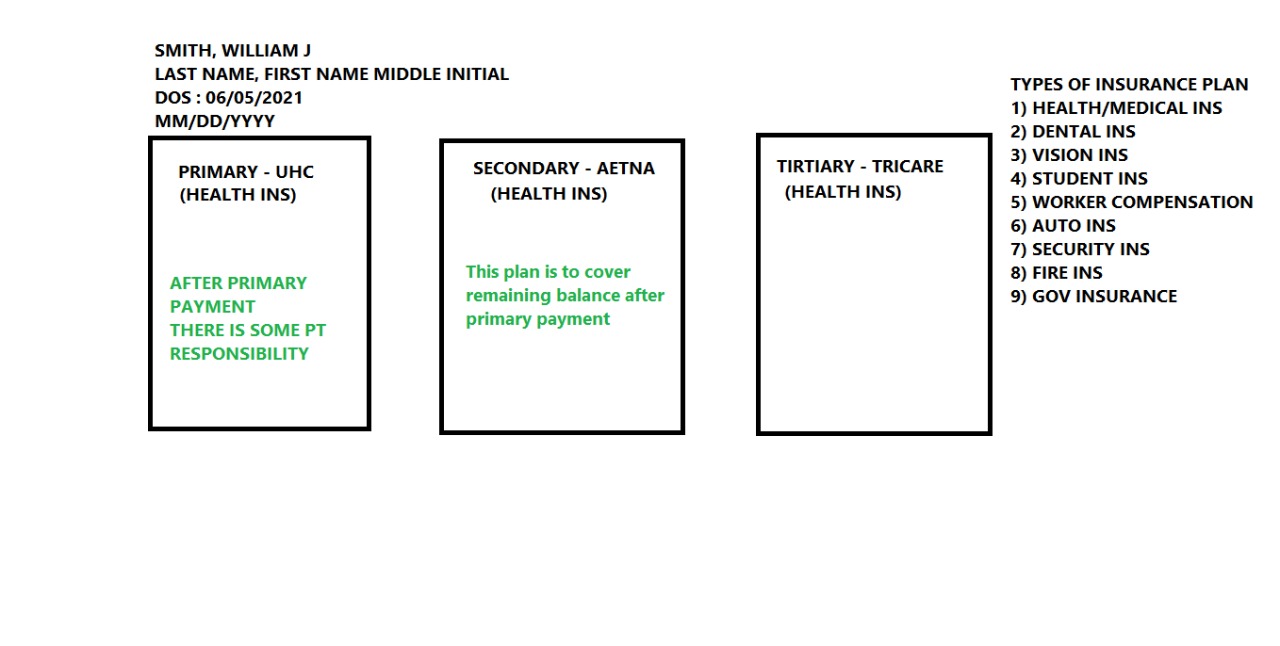 SMITH, WILLIAM J
LAST NAME, FIRST NAME MIDDLE INITIAL
DOS : 06/05/2021
MM/DD/YYYY
PRIMARY - UHC
(HEALTH INS)
AFTER PRIMARY
PAYMENT
THERE IS SOME PT
RESPONSIBILITY
SECONDARY - AETNA
(HEALTH INS)
This plan is to cover
remaining balance after
primary payment
TIRTIARY - TRICARE
(HEALTH INS)
TYPES OF INSURANCE PLAN
1) HEALTH/MEDICAL INS
2) DENTAL INS
3) VISION INS
4) STUDENT INS
5) WORKER COMPENSATION
6) AUTO INS
7) SECURITY INS
8) FIRE INS
9) GOV INSURANCE